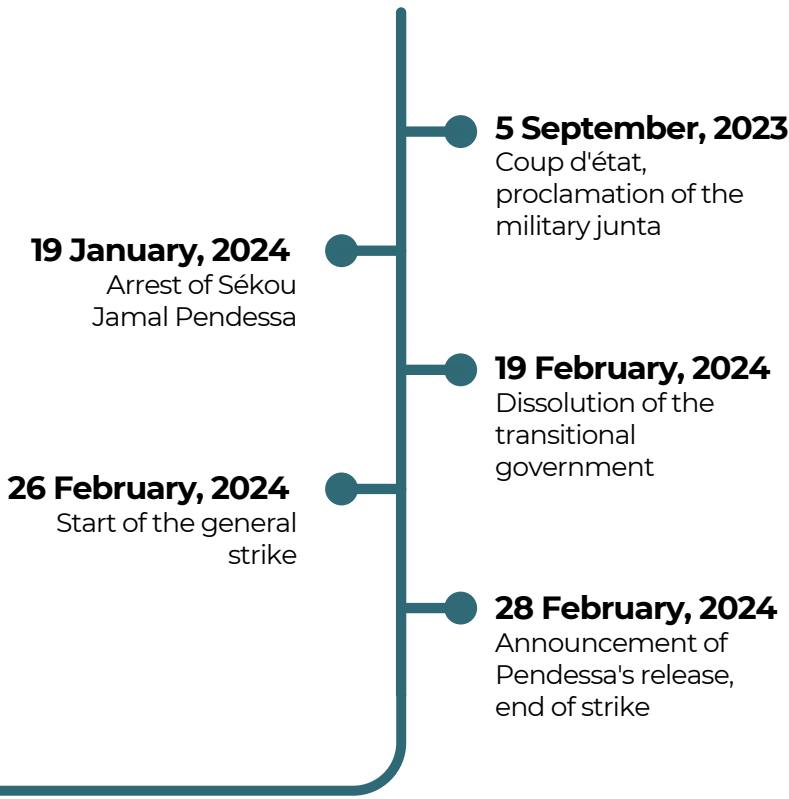 5 September, 2023
Coup d'état,
proclamation of the
military junta
19 January, 2024
Arrest of Sékou
Jamal Pendessa
19 February, 2024
Dissolution of the
transitional
government
26 February, 2024
Start of the general
strike
28 February, 2024
Announcement of
Pendessa's release,
end of strike